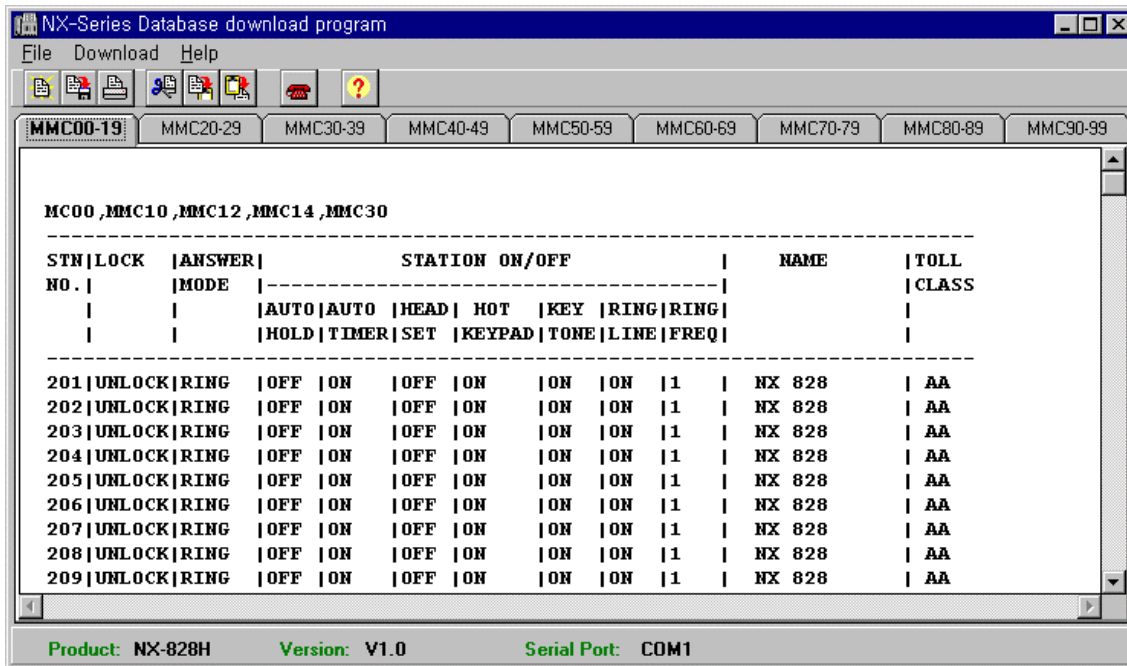 NX-Series Database download program
File Download Help
MMC00-19 MMC20-29 MMC30-39 MMC40-49 MMC50-59 MMC60-69 MMC70-79 MMC80-89 MMC90-99
MC00,MMC10,MMC12,MMC14,MMC30
--------------------------------------------------------------------------------
STN|LOCK |ANSWER| STATION ON/OFF | NAME |TOLL
NO.| |MODE |--------------------------------------| |CLASS
| | |AUTO|AUTO |HEAD| HOT |KEY |RING|RING| |
| | |HOLD|TIMER|SET |KEYPAD|TONE|LINE|FREQ| |
--------------------------------------------------------------------------------
201|UNLOCK|RING |OFF |ON |OFF |ON |ON |ON |1 | NX 828 | AA
202|UNLOCK|RING |OFF |ON |OFF |ON |ON |ON |1 | NX 828 | AA
203|UNLOCK|RING |OFF |ON |OFF |ON |ON |ON |1 | NX 828 | AA
204|UNLOCK|RING |OFF |ON |OFF |ON |ON |ON |1 | NX 828 | AA
205|UNLOCK|RING |OFF |ON |OFF |ON |ON |ON |1 | NX 828 | AA
206|UNLOCK|RING |OFF |ON |OFF |ON |ON |ON |1 | NX 828 | AA
207|UNLOCK|RING |OFF |ON |OFF |ON |ON |ON |1 | NX 828 | AA
208|UNLOCK|RING |OFF |ON |OFF |ON |ON |ON |1 | NX 828 | AA
209|UNLOCK|RING |OFF |ON |OFF |ON |ON |ON |1 | NX 828 | AA
Product: NX-828H Version: V1.0 Serial Port: COM1